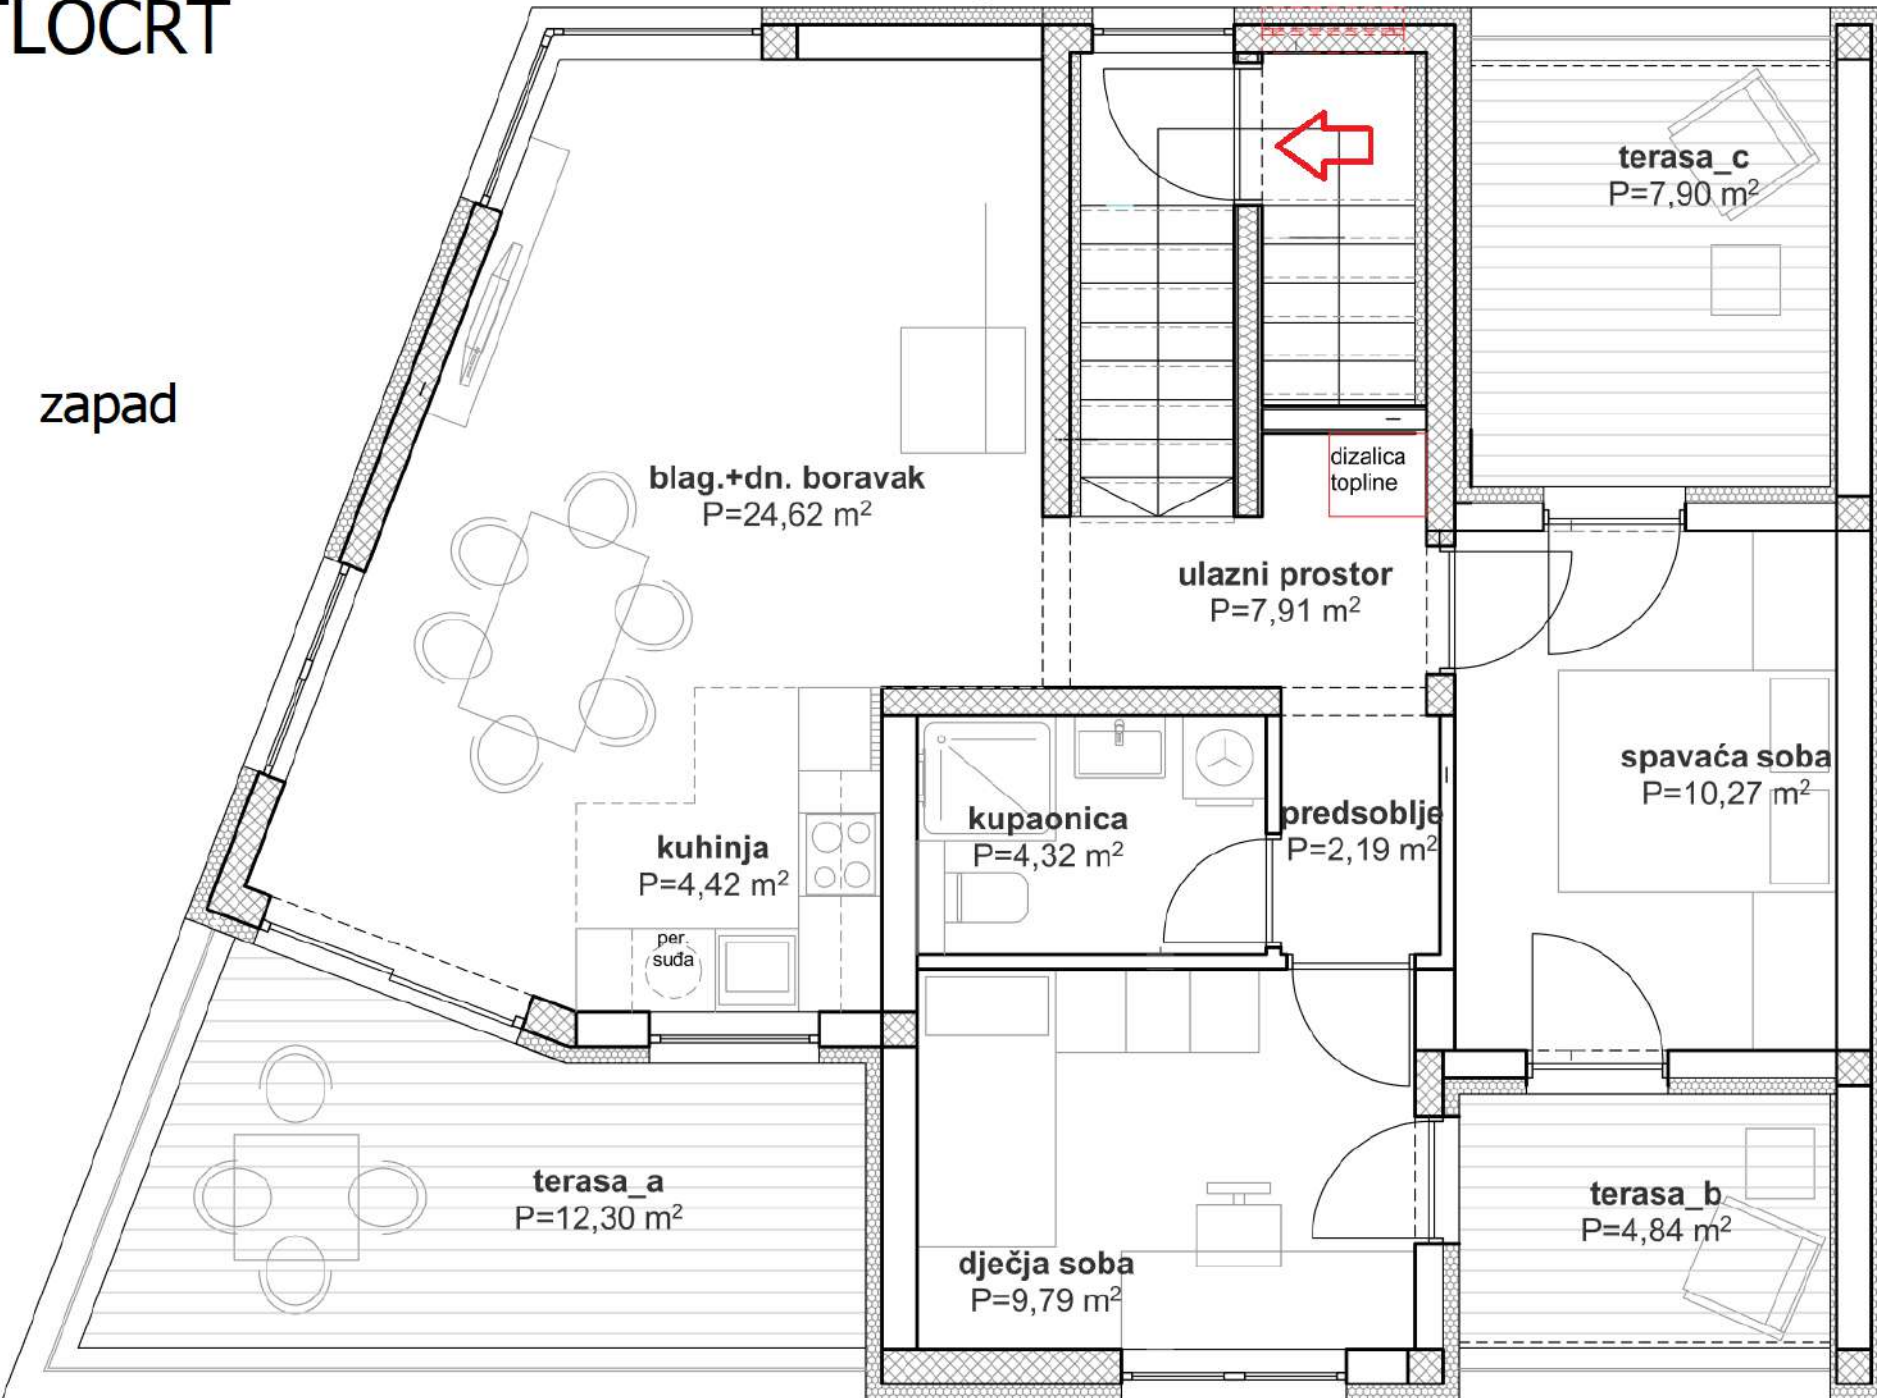 TLOCRT
terasa_c
P=7,90 m²
zapad
blag.+dn. boravak
P=24,62 m²
dizalica
topline
ulazni prostor
P=7,91 m²
spavaća soba
P=10,27 m²
kupaonica
P=4,32 m²
predsoblje
P=2,19 m²
kuhinja
P=4,42 m²
per.
suđa
terasa_a
P=12,30 m²
terasa_b
P=4,84 m²
dječja soba
P=9,79 m²